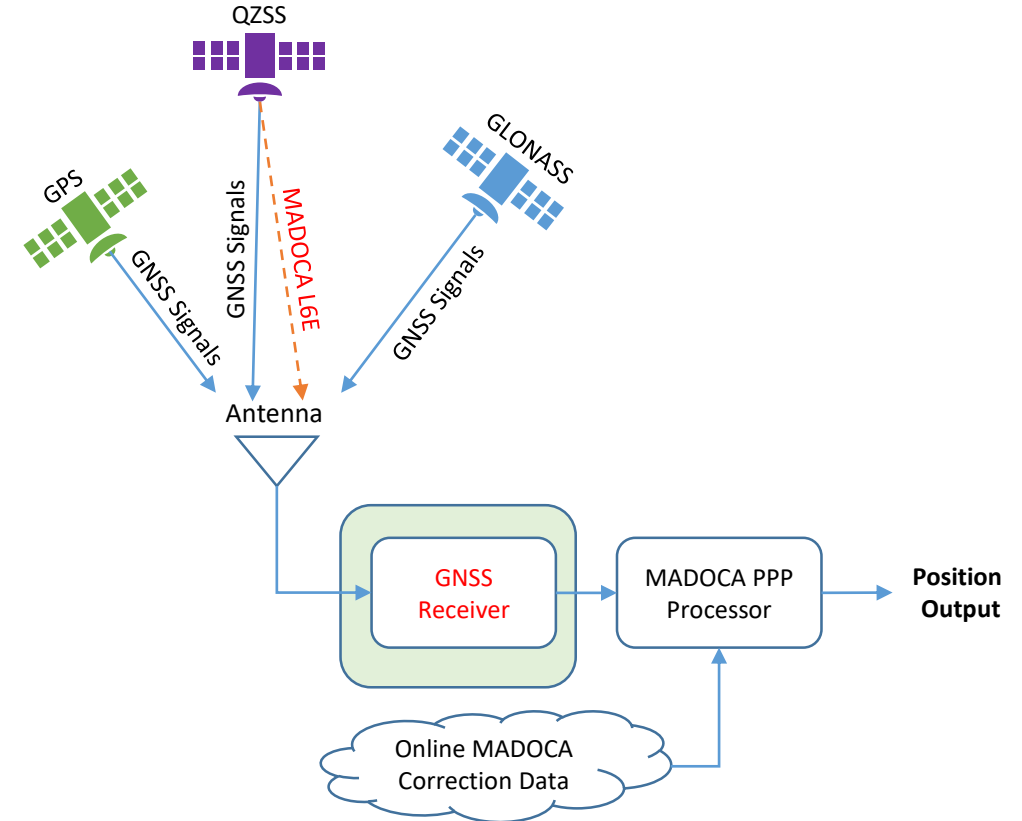 QZSS
GPS
GLONASS
GNSS Signals
GNSS Signals
MADOCA L6E
GNSS Signals
Antenna
GNSS
Receiver
MADOCA PPP
Processor
Position
Output
Online MADOCA
Correction Data